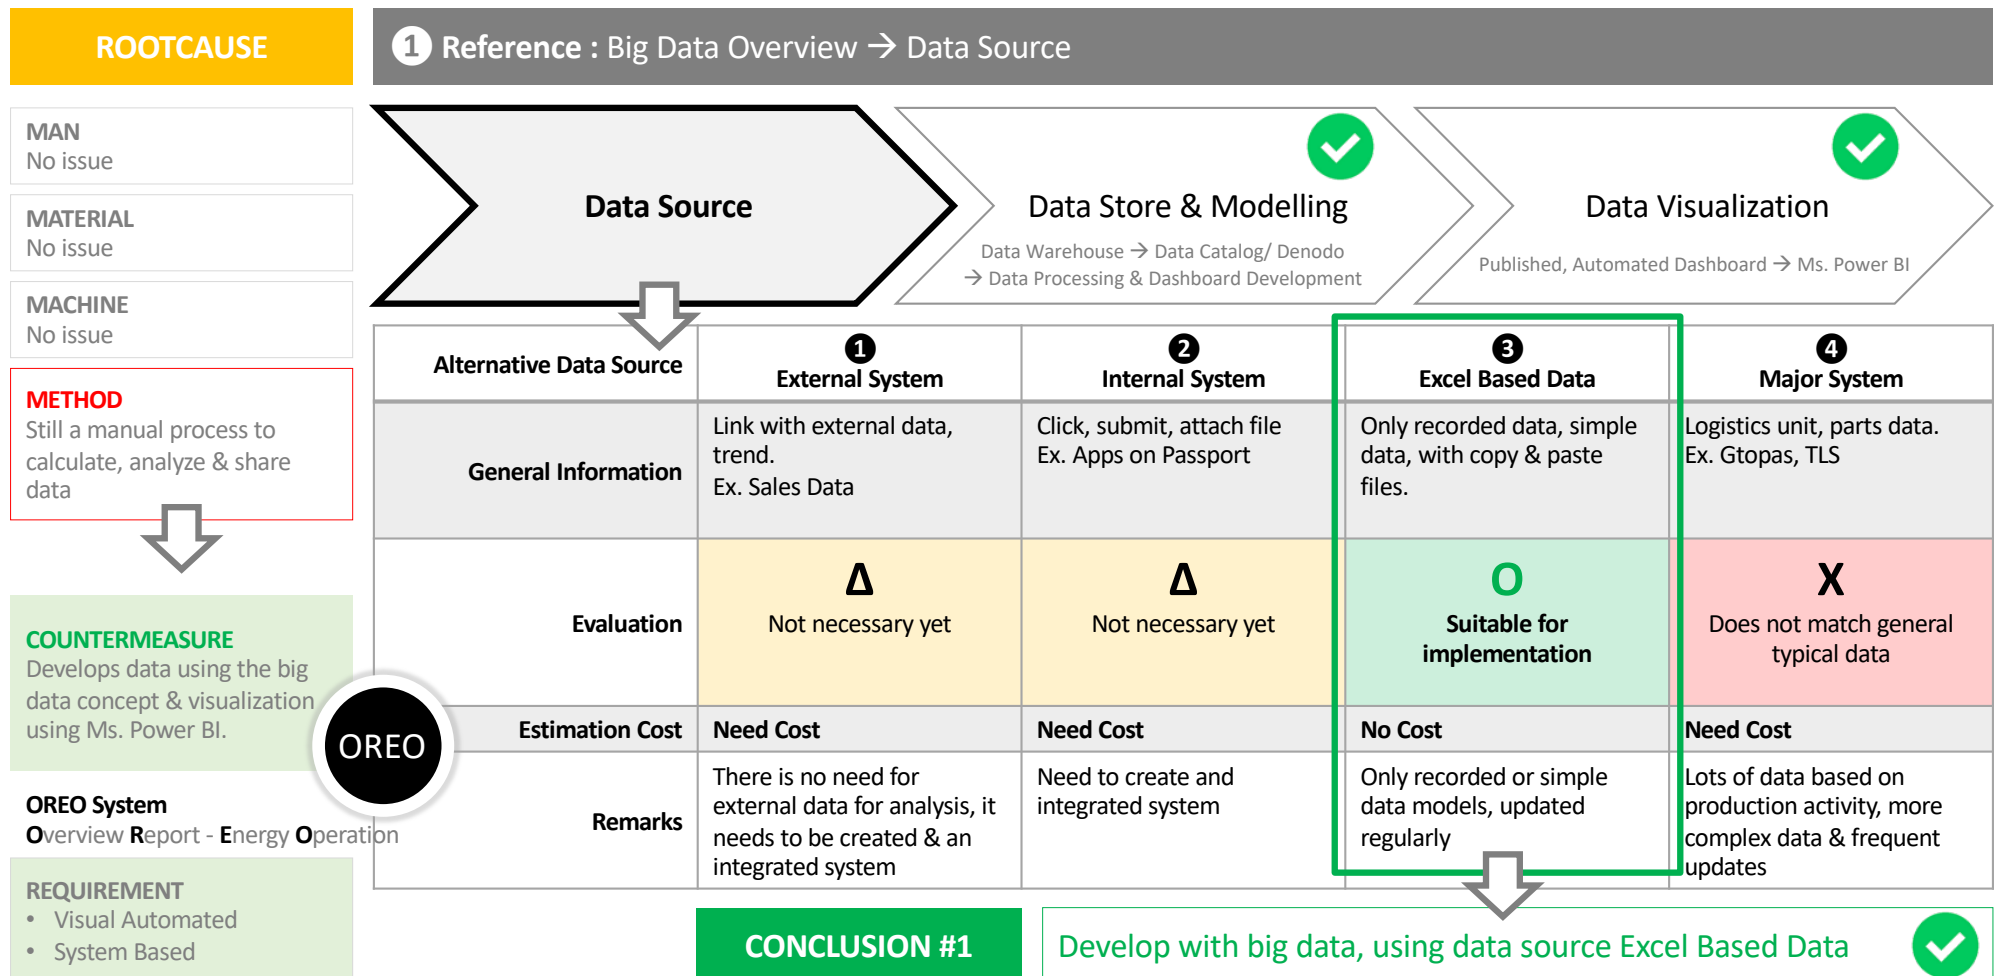 ROOTCAUSE
MAN
No issue
MATERIAL
No issue
MACHINE
No issue
METHOD
Still a manual process to
calculate, analyze & share
data
COUNTERMEASURE
Develops data using the big
data concept & visualization
using Ms. Power BI.
OREO
OREO System
Overview Report - Energy Operation
REQUIREMENT
• Visual Automated
• System Based
1 Reference : Big Data Overview → Data Source
Data Source
Data Store & Modelling
Data Warehouse → Data Catalog/ Denodo
→ Data Processing & Dashboard Development
Data Visualization
Published, Automated Dashboard → Ms. Power BI
Alternative Data Source
1
External System
2
Internal System
3
Excel Based Data
4
Major System
General Information
Link with external data,
trend.
Ex. Sales Data
Click, submit, attach file
Ex. Apps on Passport
Only recorded data, simple
data, with copy & paste
files.
Logistics unit, parts data.
Ex. Gtopas, TLS
Evaluation
Δ
Not necessary yet
Δ
Not necessary yet
O
Suitable for
implementation
X
Does not match general
typical data
Estimation Cost
Need Cost
Need Cost
No Cost
Need Cost
Remarks
There is no need for
external data for analysis, it
needs to be created & an
integrated system
Need to create and
integrated system
Only recorded or simple
data models, updated
regularly
Lots of data based on
production activity, more
complex data & frequent
updates
CONCLUSION #1
Develop with big data, using data source Excel Based Data